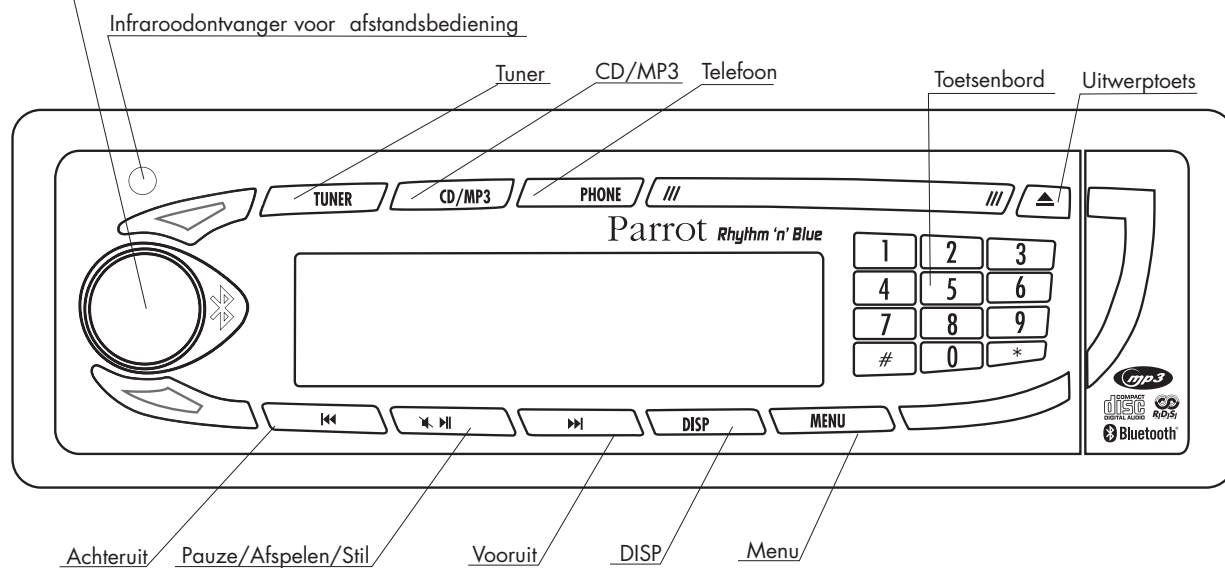 Infraroodontvanger voor afstandsbediening
Tuner
CD/MP3
Telefoon
Toetsenbord
Uitwerptoets
TUNER
CD/MP3
PHONE
Parrot Rhythm 'n' Blue
1 2 3
4 5 6
7 8 9
# 0 *
mp3
COMPACT
disc
DIGITAL AUDIO
R•D•S
Bluetooth®
DISP
MENU
Achteruit
Pauze/Afspelen/Stil
Vooruit
DISP
Menu